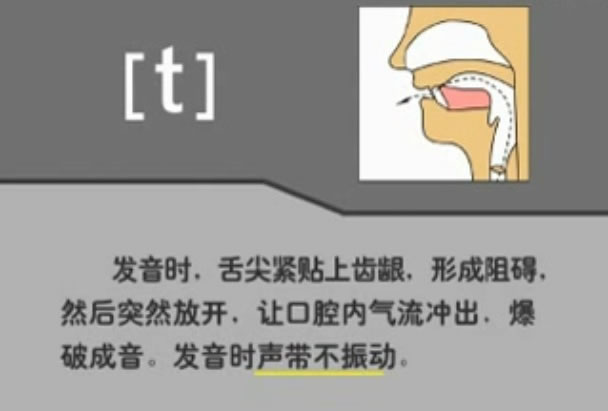 [t]
发音时，舌尖紧贴上齿龈，形成阻碍，
然后突然放开，让口腔内气流冲出，爆
破成音。发音时声带不振动。